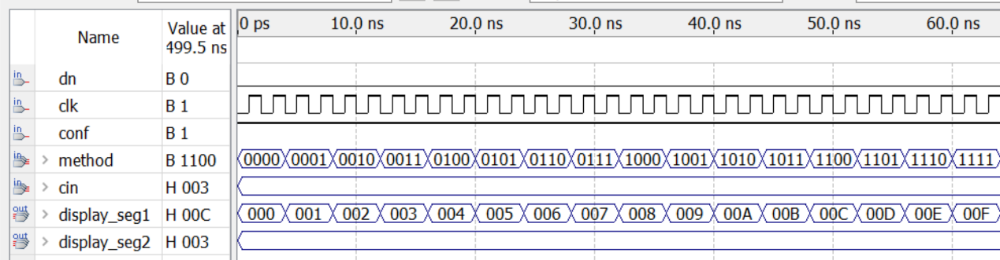 Name Value at 499.5 ns 0 ps 10.0 ns 20.0 ns 30.0 ns 40.0 ns 50.0 ns 60.0 ns
in dn B 0
in clk B 1
in conf B 1
in > method B 1100 0000 0001 0010 0011 0100 0101 0110 0111 1000 1001 1010 1011 1100 1101 1110 1111
in > cin H 003
out > display_seg1 H 00C 000 001 002 003 004 005 006 007 008 009 00A 00B 00C 00D 00E 00F
out > display_seg2 H 003